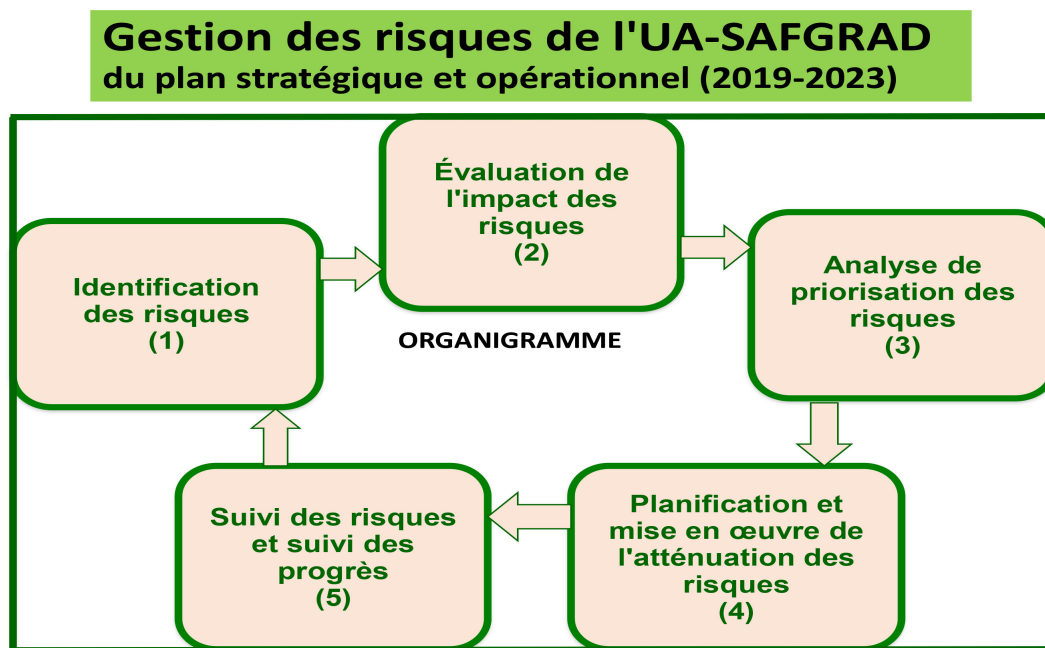 Gestion des risques de l'UA-SAFGRAD
du plan stratégique et opérationnel (2019-2023)
Identification
des risques
(1)
Évaluation de
l'impact des
risques
(2)
Analyse de
priorisation des
risques
(3)
ORGANIGRAMME
Planification et
mise en œuvre de
l'atténuation des
risques
(4)
Suivi des risques
et suivi des
progrès
(5)